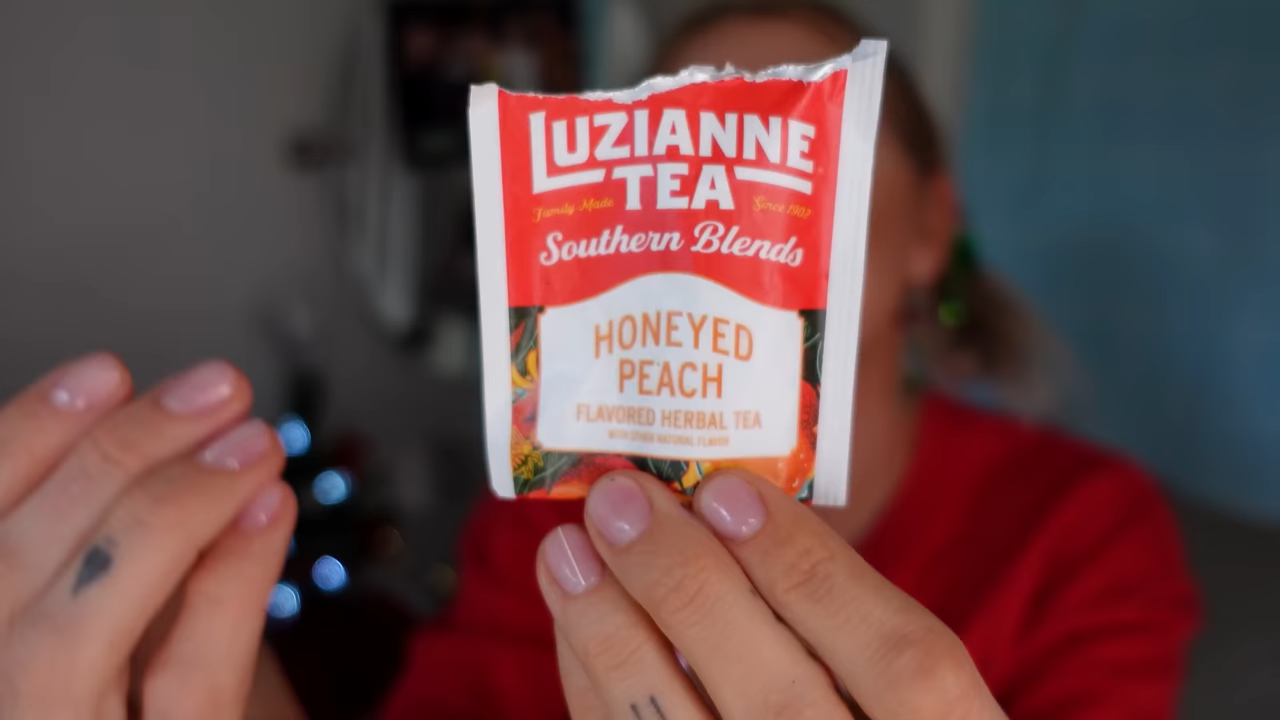 LUZIANNE
TEA
Family Made
Since 1902
Southern Blends
HONEYED
PEACH
FLAVORED HERBAL TEA
WITH OTHER NATURAL FLAVOR